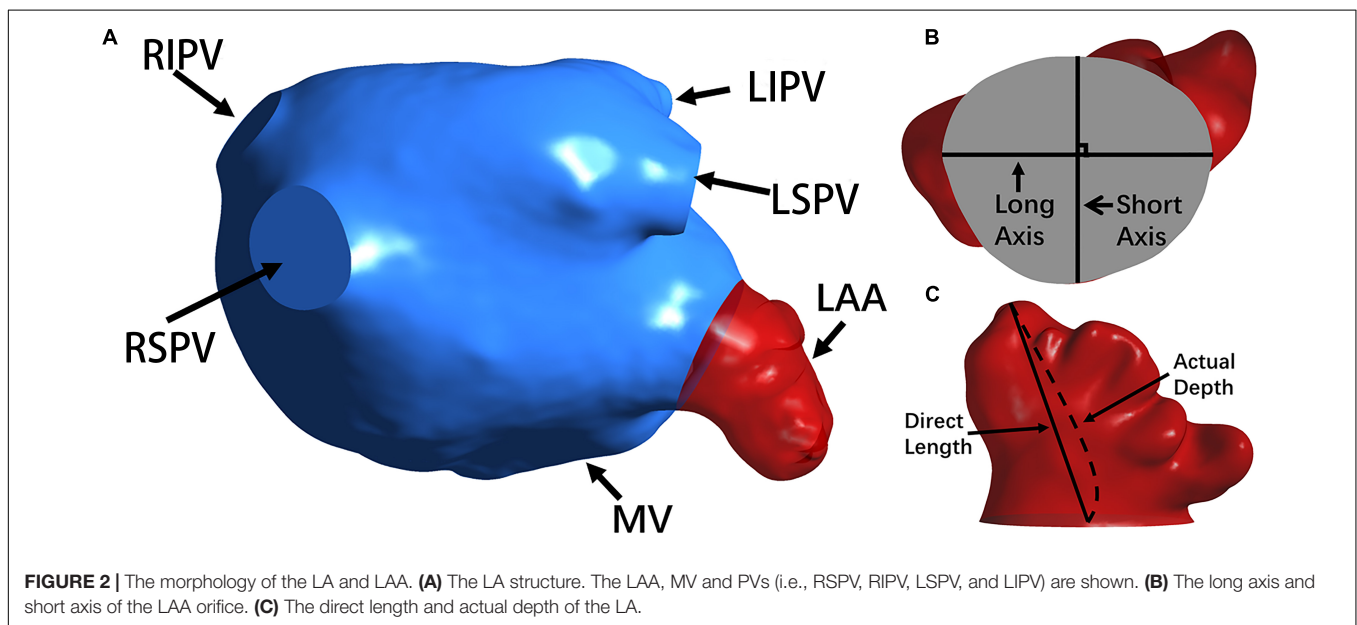 A
RIPV
LIPV
LSPV
LAA
RSPV
MV
B
Long
Axis
Short
Axis
C
Actual
Depth
Direct
Length
FIGURE 2 | The morphology of the LA and LAA. (A) The LA structure. The LAA, MV and PVs (i.e., RSPV, RIPV, LSPV, and LIPV) are shown. (B) The long axis and
short axis of the LAA orifice. (C) The direct length and actual depth of the LA.